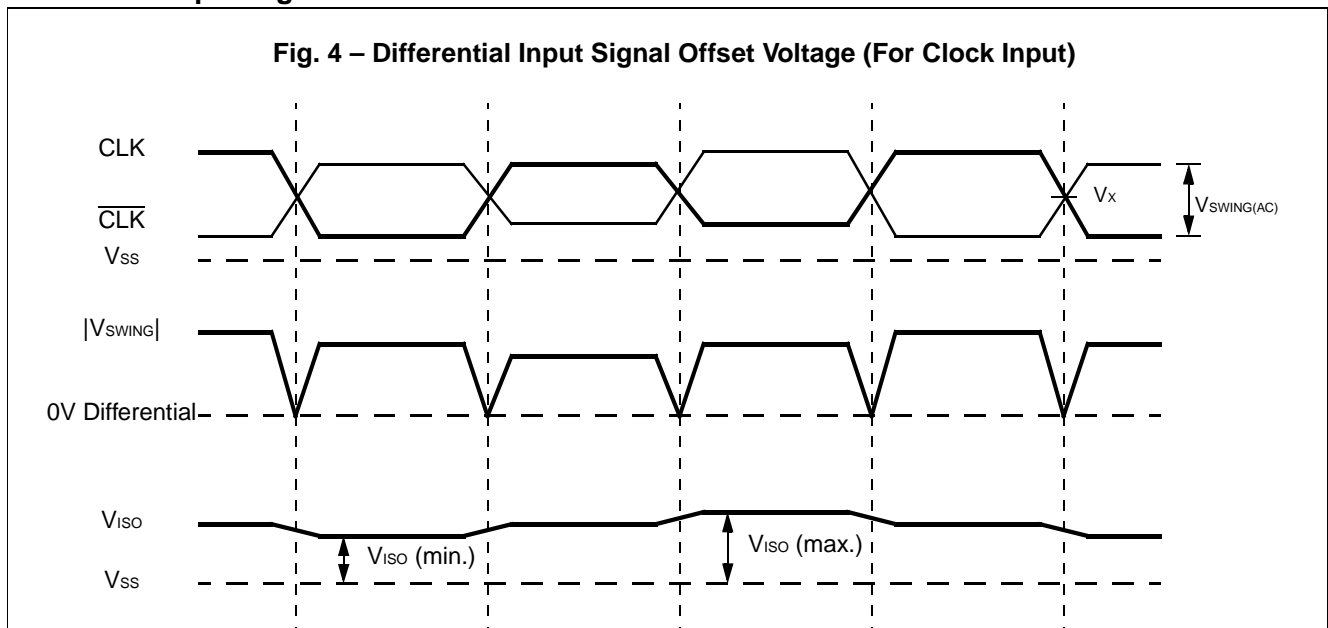 Fig. 4 – Differential Input Signal Offset Voltage (For Clock Input)
CLK
C̅L̅K̅
VX
VSWING(AC)
VSS
|VSWING|
0V Differential
VISO
VISO (min.)
VISO (max.)
VSS